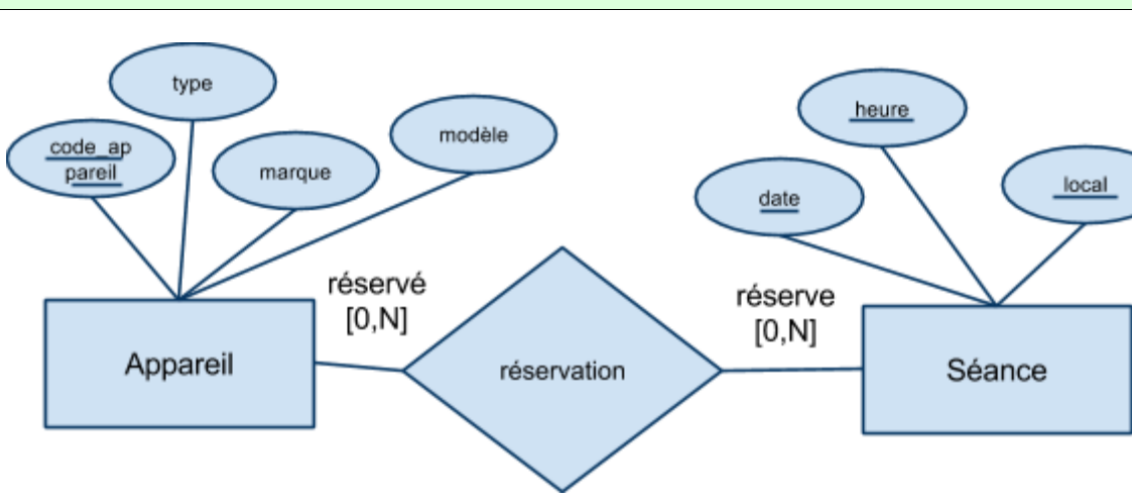 type
heure
modèle
code_ap
pareil
marque
local
date
réservé
[0,N]
réserve
[0,N]
Appareil
réservation
Séance